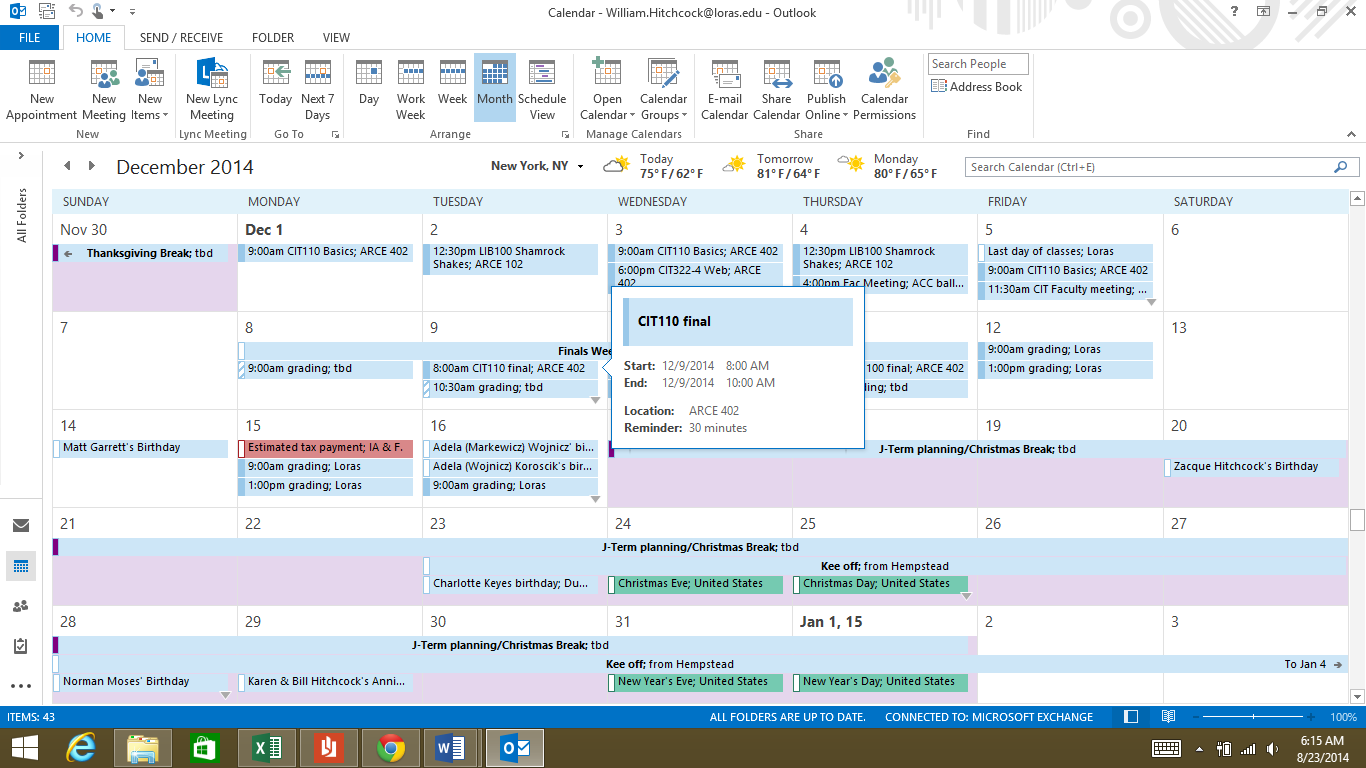 Calendar - William.Hitchcock@loras.edu - Outlook
?
FILE HOME SEND / RECEIVE FOLDER VIEW
New Appointment
New Meeting
New Items
New Lync Meeting
Today
Next 7 Days
Day
Work Week
Week
Month
Schedule View
Open Calendar
Calendar Groups
E-mail Calendar
Share Calendar
Publish Online
Calendar Permissions
Search People
Address Book
New Lync Meeting Go To Arrange Manage Calendars Share Find
All Folders
December 2014
New York, NY
Today
75° F / 62° F
Tomorrow
81° F / 64° F
Monday
80° F / 65° F
Search Calendar (Ctrl+E)
SUNDAY MONDAY TUESDAY WEDNESDAY THURSDAY FRIDAY SATURDAY
Nov 30 Dec 1 2 3 4 5 6
Thanksgiving Break; tbd
9:00am CIT110 Basics; ARCE 402
12:30pm LIB100 Shamrock
Shakes; ARCE 102
9:00am CIT110 Basics; ARCE 402
6:00pm CIT322-4 Web; ARCE
402
12:30pm LIB100 Shamrock
Shakes; ARCE 102
4:00pm Fac Meeting; ACC ball...
Last day of classes; Loras
9:00am CIT110 Basics; ARCE 402
11:30am CIT Faculty meeting; ...
7 8 9 12 13
Finals Wee
9:00am grading; tbd
8:00am CIT110 final; ARCE 402
10:30am grading; tbd
100 final; ARCE 402
ing; tbd
9:00am grading; Loras
1:00pm grading; Loras
CIT110 final
Start: 12/9/2014 8:00 AM
End: 12/9/2014 10:00 AM
Location: ARCE 402
Reminder: 30 minutes
14 15 16 19 20
Matt Garrett's Birthday
Estimated tax payment; IA & F.
9:00am grading; Loras
1:00pm grading; Loras
Adela (Markewicz) Wojnicz' bi...
Adela (Wojnicz) Koroscik's bir...
9:00am grading; Loras
J-Term planning/Christmas Break; tbd
Zacque Hitchcock's Birthday
21 22 23 24 25 26 27
J-Term planning/Christmas Break; tbd
Kee off; from Hempstead
Charlotte Keyes birthday; Du...
Christmas Eve; United States
Christmas Day; United States
28 29 30 31 Jan 1, 15 2 3
J-Term planning/Christmas Break; tbd
Kee off; from Hempstead
To Jan 4
Norman Moses' Birthday
Karen & Bill Hitchcock's Anni...
New Year's Eve; United States
New Year's Day; United States
ITEMS: 43
ALL FOLDERS ARE UP TO DATE.
CONNECTED TO: MICROSOFT EXCHANGE
100%
6:15 AM
8/23/2014